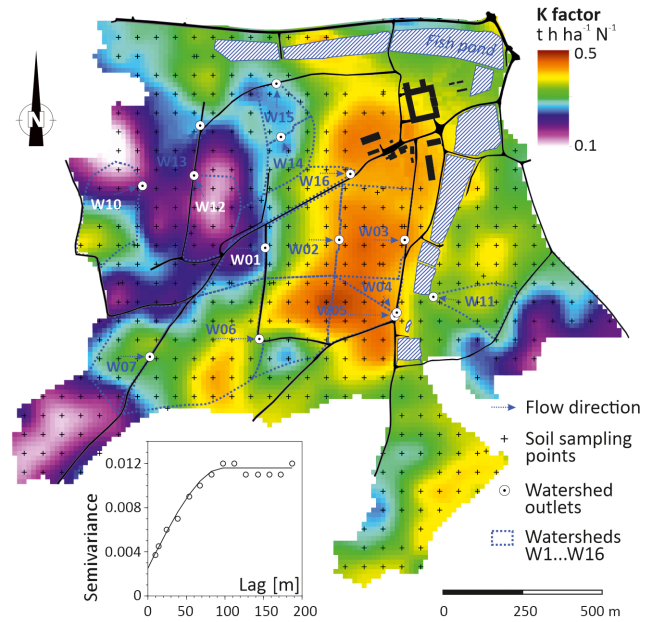 K factor
t h ha⁻¹ N⁻¹
0.5
0.1
Fish pond
N
W15
W14
W13
W16
W10
W12
W02
W03
W01
W04
W11
W05
W06
W07
Flow direction
Soil sampling
points
Watershed
outlets
Watersheds
W1...W16
0.012
0.008
0.004
0
Semivariance
Lag [m]
0
50
100
150
200
0
250
500 m